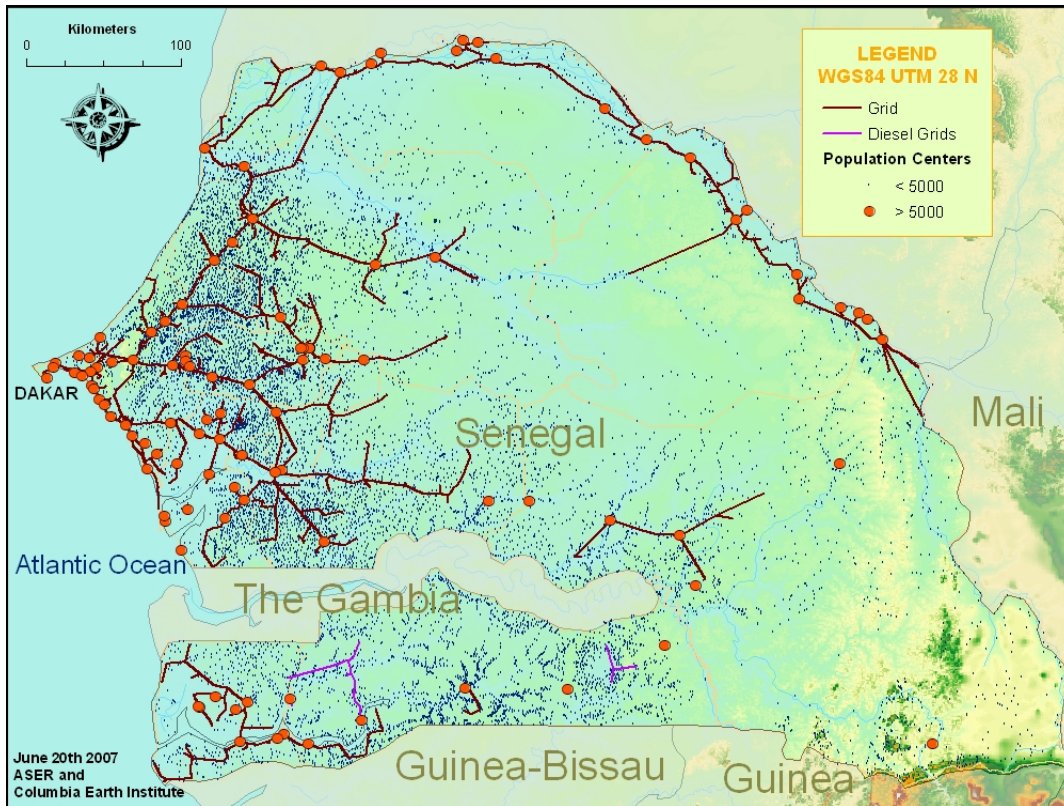 Kilometers
0 100
LEGEND
WGS84 UTM 28 N
Grid
Diesel Grids
Population Centers
< 5000
> 5000
DAKAR
Senegal
Mali
Atlantic Ocean
The Gambia
Guinea-Bissau
Guinea
June 20th 2007
ASER and
Columbia Earth Institute